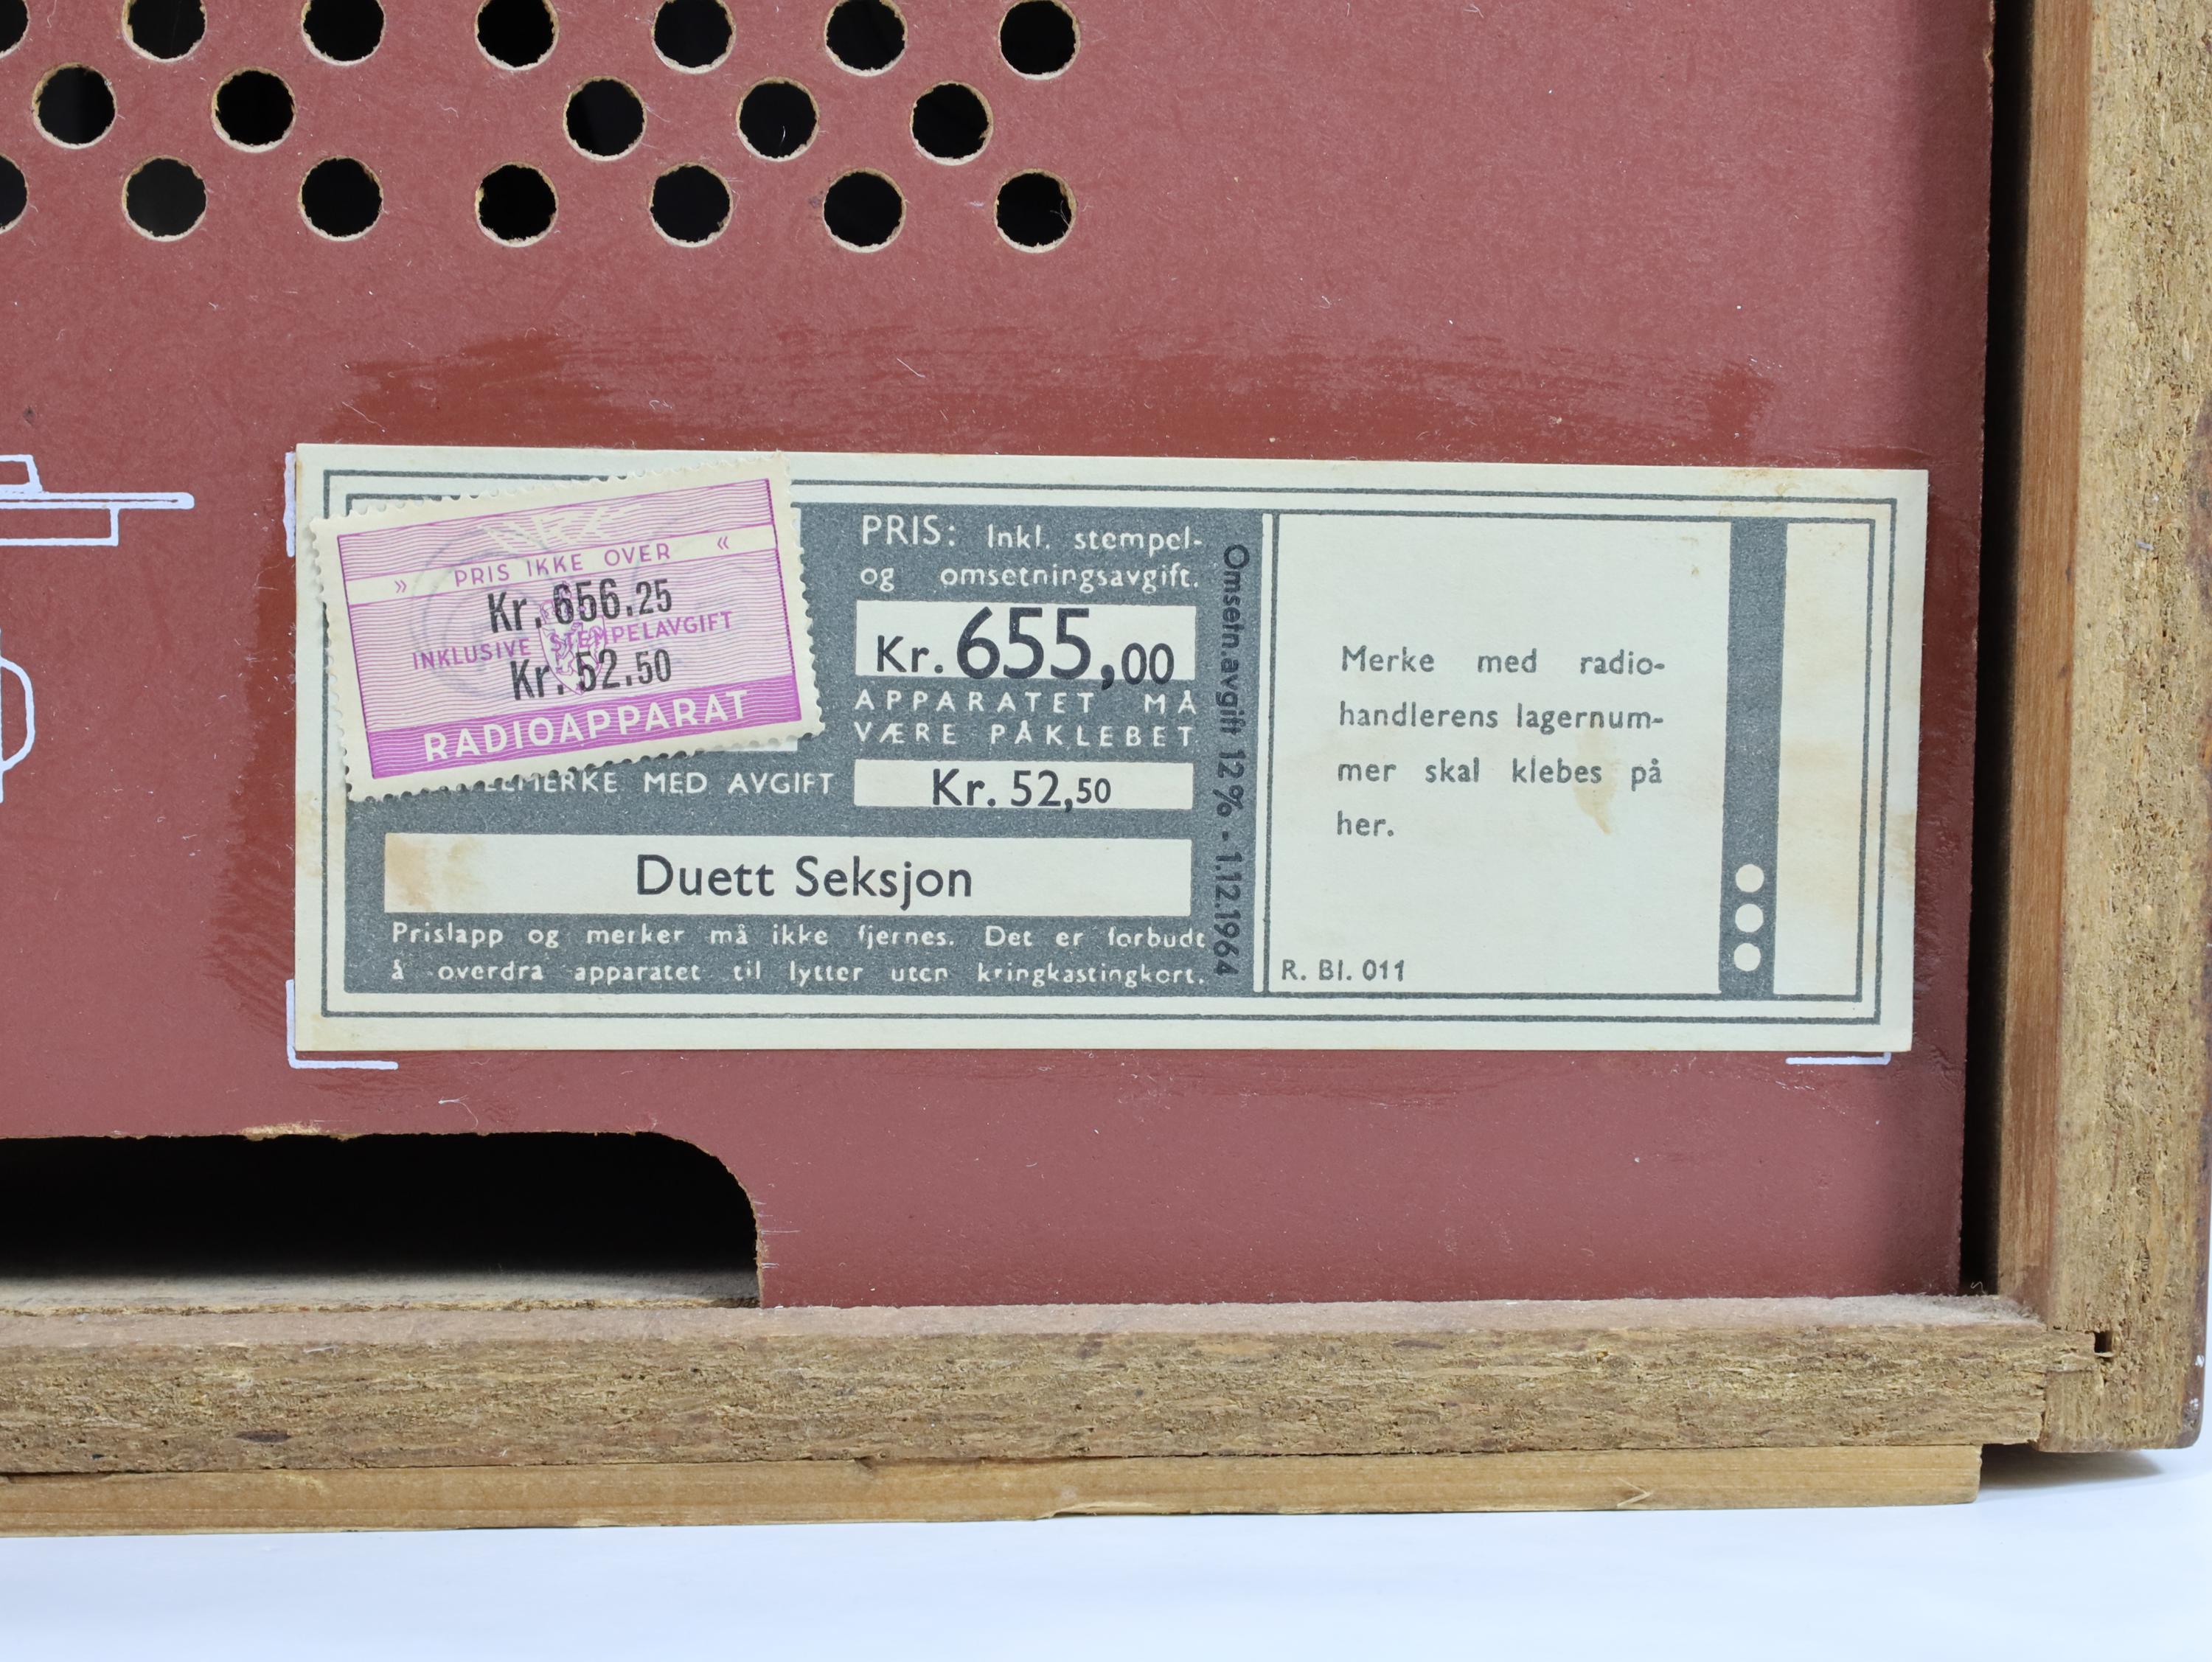 » PRIS IKKE OVER «
Kr. 656.25
INKLUSIVE STEMPELAVGIFT
Kr. 52.50
RADIOAPPARAT
PRIS: Inkl. stempel-
og omsetningsavgift.
Kr. 655,00
APPARATET MÅ
VÆRE PÅKLEBET
MED AVGIFT
Kr. 52,50
Duett Seksjon
Prislapp og merker må ikke fjernes. Det er forbudt
å overdra apparatet til lytter uten kringkastingkort.
Omsetn.avgift 12% - 1.12.1964
Merke med radio-
handlerens lagernum-
mer skal klebes på
her.
R. Bl. 011